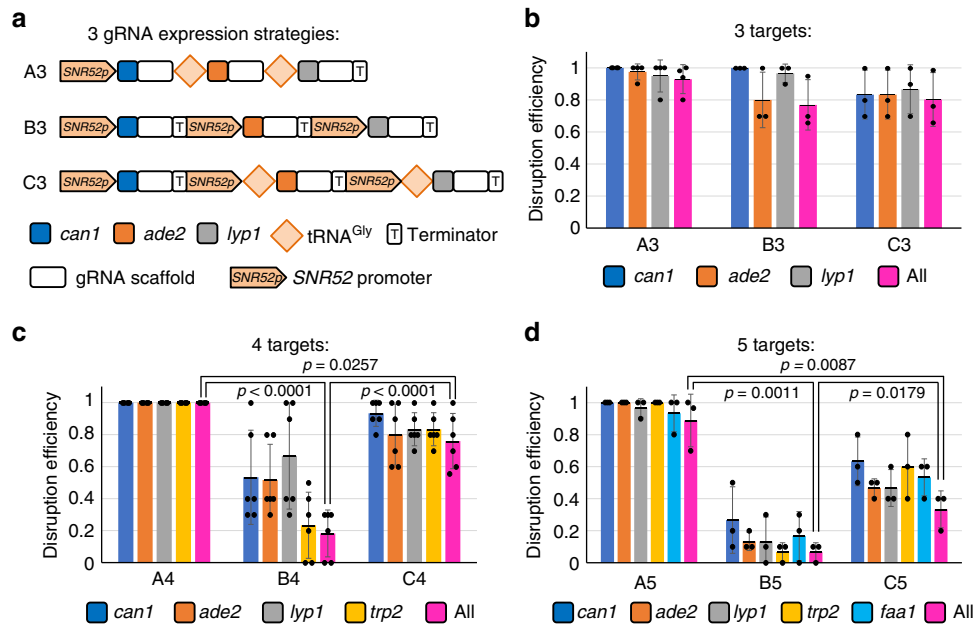 a
3 gRNA expression strategies:
A3 SNR52p T
B3 SNR52p T SNR52p T SNR52p T
C3 SNR52p T SNR52p T SNR52p T
can1 ade2 lyp1 tRNAGly T Terminator
gRNA scaffold SNR52p SNR52 promoter
b
3 targets:
Disruption efficiency
1
0.8
0.6
0.4
0.2
0
A3 B3 C3
can1 ade2 lyp1 All
c
4 targets:
p = 0.0257
p < 0.0001 p < 0.0001
Disruption efficiency
1
0.8
0.6
0.4
0.2
0
A4 B4 C4
can1 ade2 lyp1 trp2 All
d
5 targets:
p = 0.0087
p = 0.0011 p = 0.0179
Disruption efficiency
1
0.8
0.6
0.4
0.2
0
A5 B5 C5
can1 ade2 lyp1 trp2 faa1 All